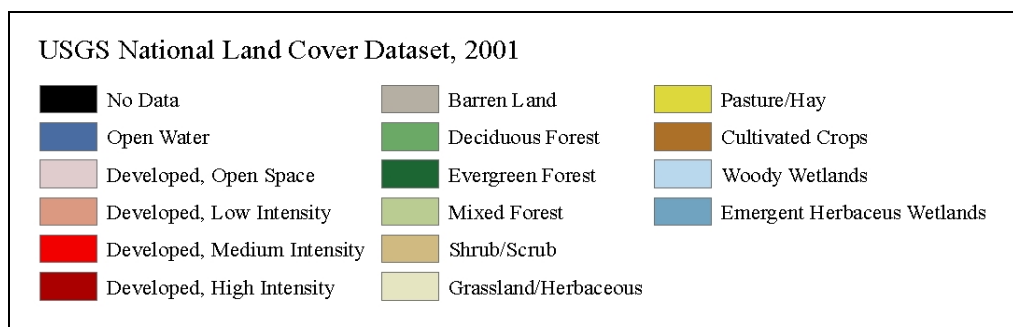 USGS National Land Cover Dataset, 2001
No Data
Open Water
Developed, Open Space
Developed, Low Intensity
Developed, Medium Intensity
Developed, High Intensity
Barren Land
Deciduous Forest
Evergreen Forest
Mixed Forest
Shrub/Scrub
Grassland/Herbaceous
Pasture/Hay
Cultivated Crops
Woody Wetlands
Emergent Herbaceus Wetlands